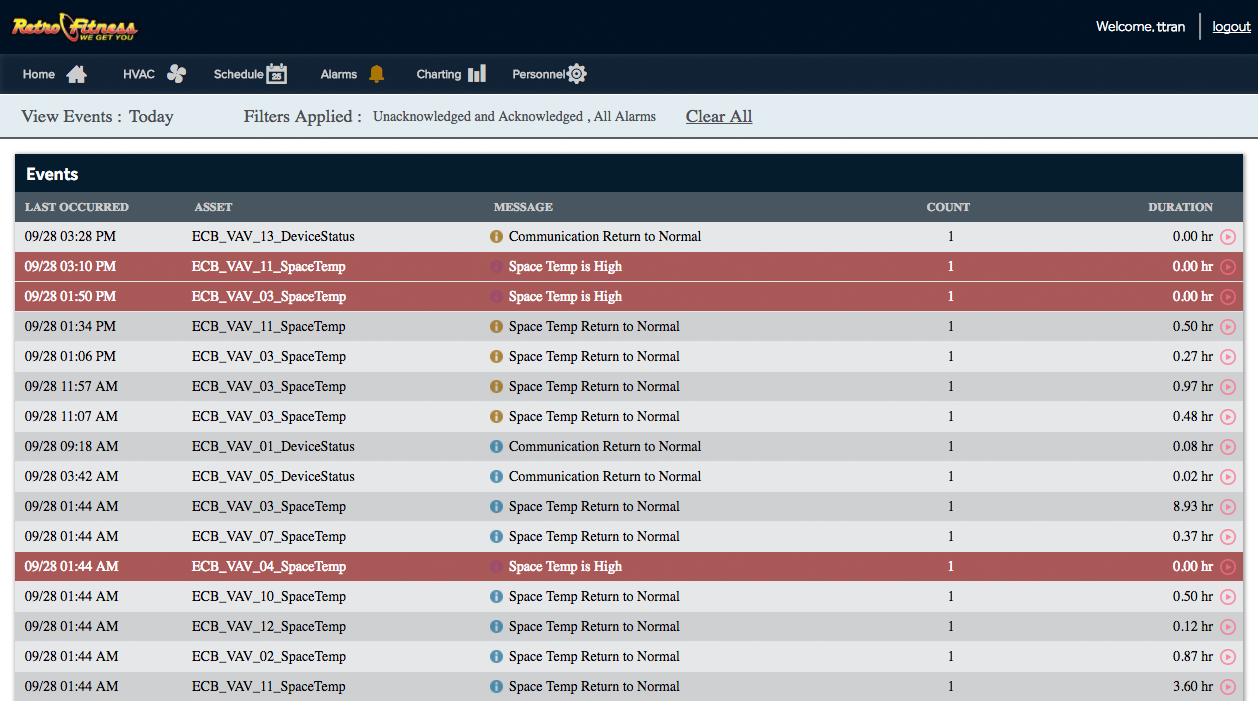 Retro Fitness
WE GET YOU
Welcome, ttran logout
Home HVAC Schedule 25 Alarms Charting Personnel
View Events : Today Filters Applied : Unacknowledged and Acknowledged , All Alarms Clear All
Events
LAST OCCURRED ASSET MESSAGE COUNT DURATION
09/28 03:28 PM ECB_VAV_13_DeviceStatus Communication Return to Normal 1 0.00 hr
09/28 03:10 PM ECB_VAV_11_SpaceTemp Space Temp is High 1 0.00 hr
09/28 01:50 PM ECB_VAV_03_SpaceTemp Space Temp is High 1 0.00 hr
09/28 01:34 PM ECB_VAV_11_SpaceTemp Space Temp Return to Normal 1 0.50 hr
09/28 01:06 PM ECB_VAV_03_SpaceTemp Space Temp Return to Normal 1 0.27 hr
09/28 11:57 AM ECB_VAV_03_SpaceTemp Space Temp Return to Normal 1 0.97 hr
09/28 11:07 AM ECB_VAV_03_SpaceTemp Space Temp Return to Normal 1 0.48 hr
09/28 09:18 AM ECB_VAV_01_DeviceStatus Communication Return to Normal 1 0.08 hr
09/28 03:42 AM ECB_VAV_05_DeviceStatus Communication Return to Normal 1 0.02 hr
09/28 01:44 AM ECB_VAV_03_SpaceTemp Space Temp Return to Normal 1 8.93 hr
09/28 01:44 AM ECB_VAV_07_SpaceTemp Space Temp Return to Normal 1 0.37 hr
09/28 01:44 AM ECB_VAV_04_SpaceTemp Space Temp is High 1 0.00 hr
09/28 01:44 AM ECB_VAV_10_SpaceTemp Space Temp Return to Normal 1 0.50 hr
09/28 01:44 AM ECB_VAV_12_SpaceTemp Space Temp Return to Normal 1 0.12 hr
09/28 01:44 AM ECB_VAV_02_SpaceTemp Space Temp Return to Normal 1 0.87 hr
09/28 01:44 AM ECB_VAV_11_SpaceTemp Space Temp Return to Normal 1 3.60 hr